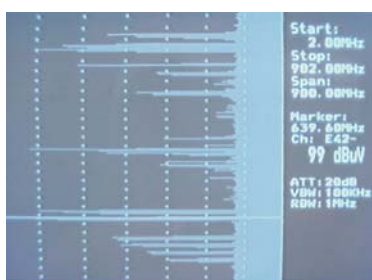 Start:
2.00MHz
Stop:
902.00MHz
Span:
900.00MHz
Marker:
639.60MHz
Ch: E42-
99 dBuV
ATT:20dB
VBW:100KHz
RBW:1MHz